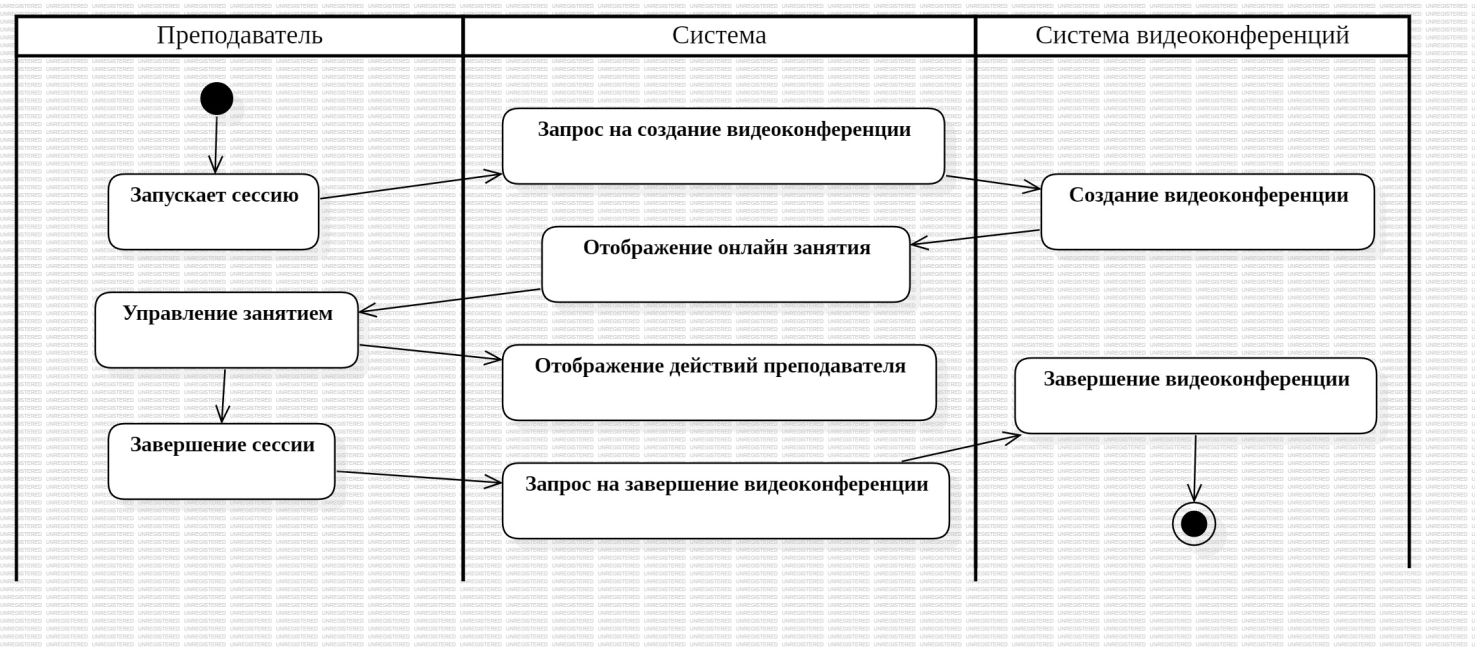 Преподаватель
Система
Система видеоконференций
Запускает сессию
Запрос на создание видеоконференции
Создание видеоконференции
Отображение онлайн занятия
Управление занятием
Отображение действий преподавателя
Завершение видеоконференции
Завершение сессии
Запрос на завершение видеоконференции